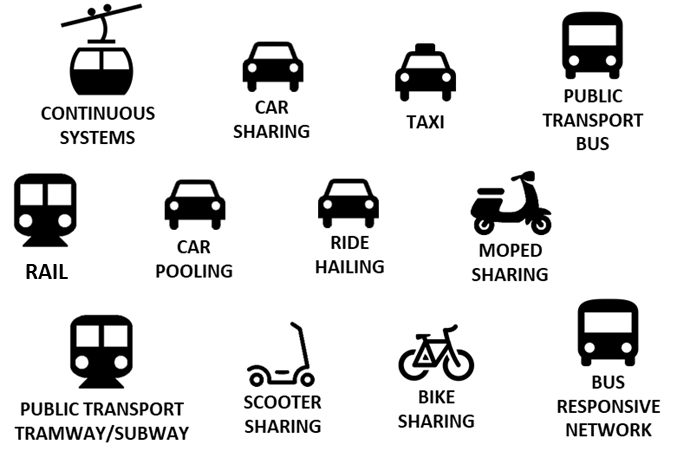 CONTINUOUS
SYSTEMS
CAR
SHARING
TAXI
PUBLIC
TRANSPORT
BUS
RAIL
CAR
POOLING
RIDE
HAILING
MOPED
SHARING
PUBLIC TRANSPORT
TRAMWAY/SUBWAY
SCOOTER
SHARING
BIKE
SHARING
BUS
RESPONSIVE
NETWORK